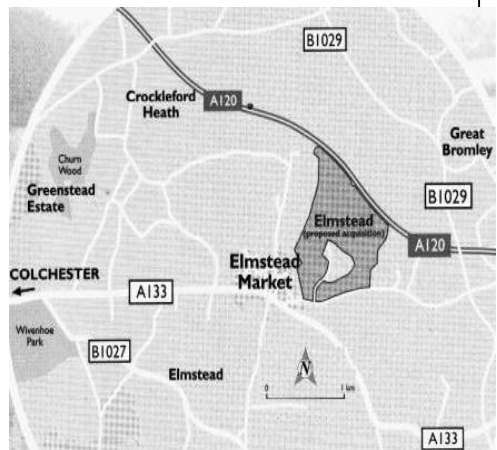 B1029
Crockleford
Heath
A120
Great
Bromley
Churn
Wood
Greenstead
Estate
B1029
Elmstead
(proposed acquisition)
A120
Elmstead
Market
COLCHESTER
A133
Wivenhoe
Park
B1027
Elmstead
N
0 1 km
A133